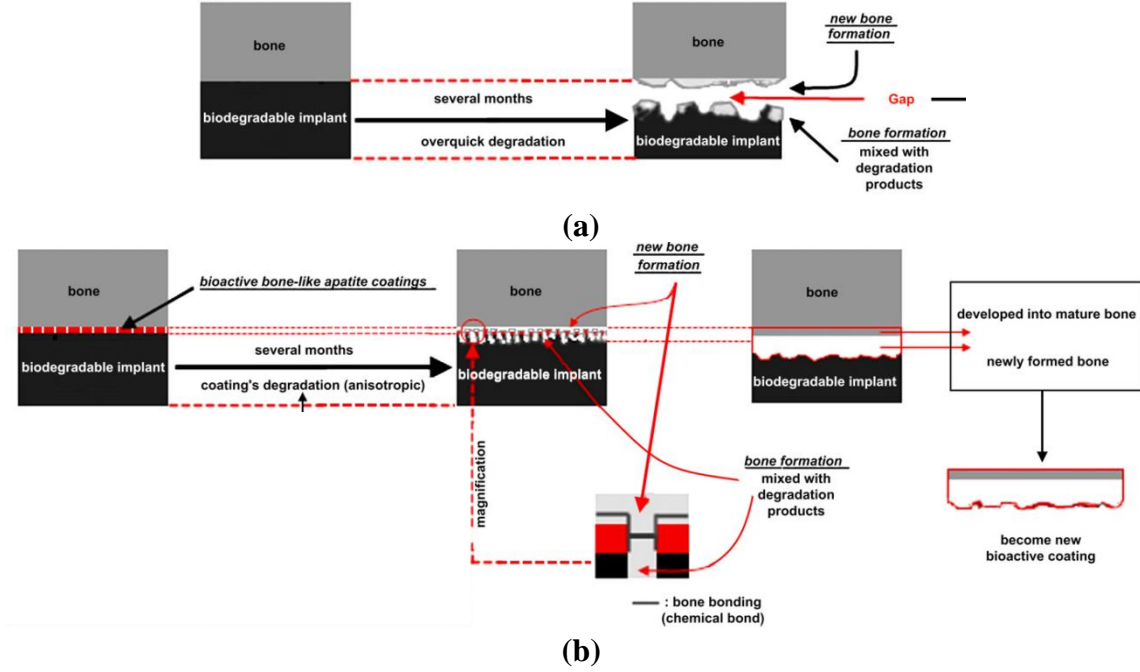 bone
biodegradable implant
several months
overquick degradation
new bone
formation
Gap
bone formation
mixed with
degradation
products
biodegradable implant
(a)
bone
bioactive bone-like apatite coatings
biodegradable implant
several months
coating's degradation (anisotropic)
new bone
formation
biodegradable implant
bone
biodegradable implant
developed into mature bone
newly formed bone
magnification
bone formation
mixed with
degradation
products
become new
bioactive coating
: bone bonding
(chemical bond)
(b)